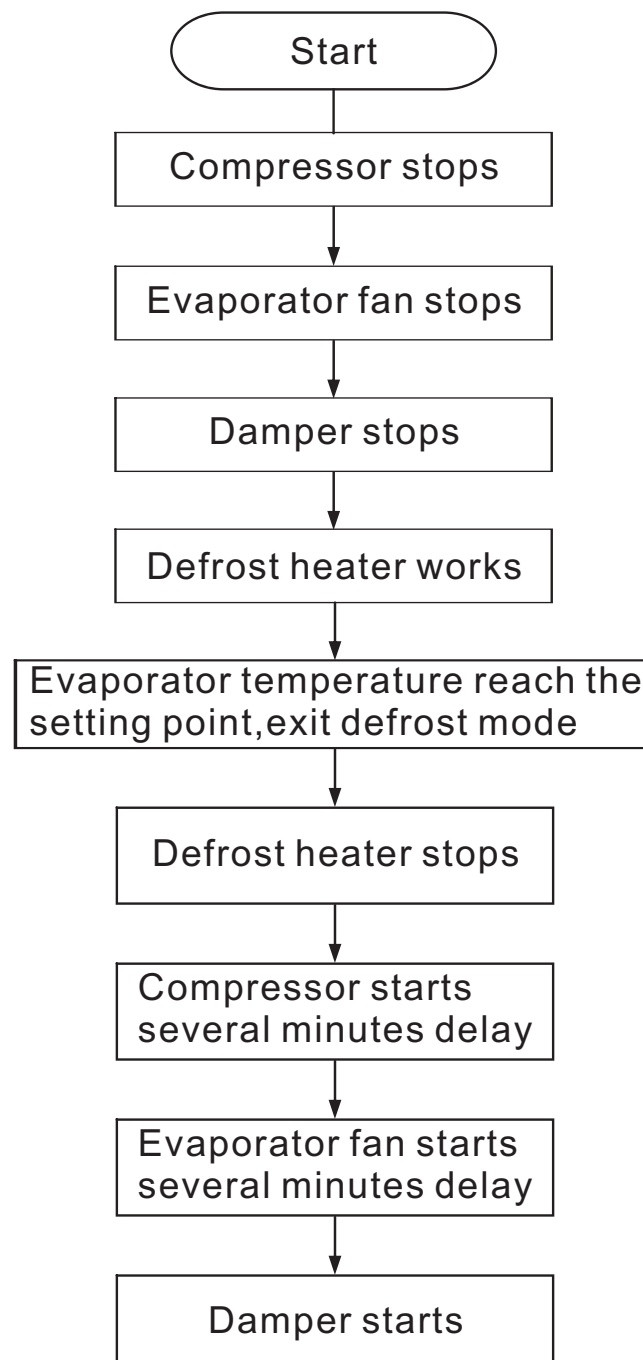 Start
Compressor stops
Evaporator fan stops
Damper stops
Defrost heater works
Evaporator temperature reach the
setting point,exit defrost mode
Defrost heater stops
Compressor starts
several minutes delay
Evaporator fan starts
several minutes delay
Damper starts